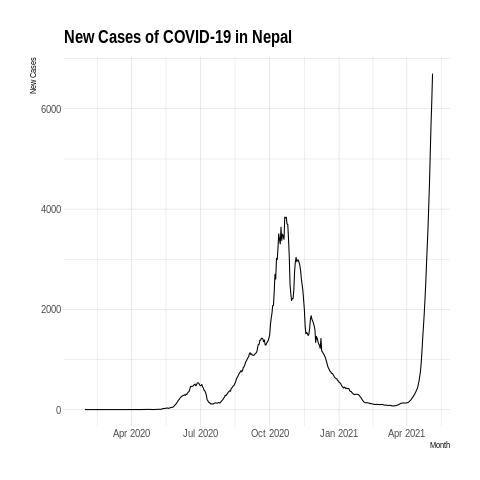 New Cases of COVID-19 in Nepal
New Cases
6000
4000
2000
0
Apr 2020 Jul 2020 Oct 2020 Jan 2021 Apr 2021
Month